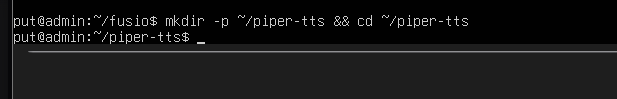 put@admin:~/fusio$ mkdir -p ~/piper-tts && cd ~/piper-tts
put@admin:~/piper-tts$ _